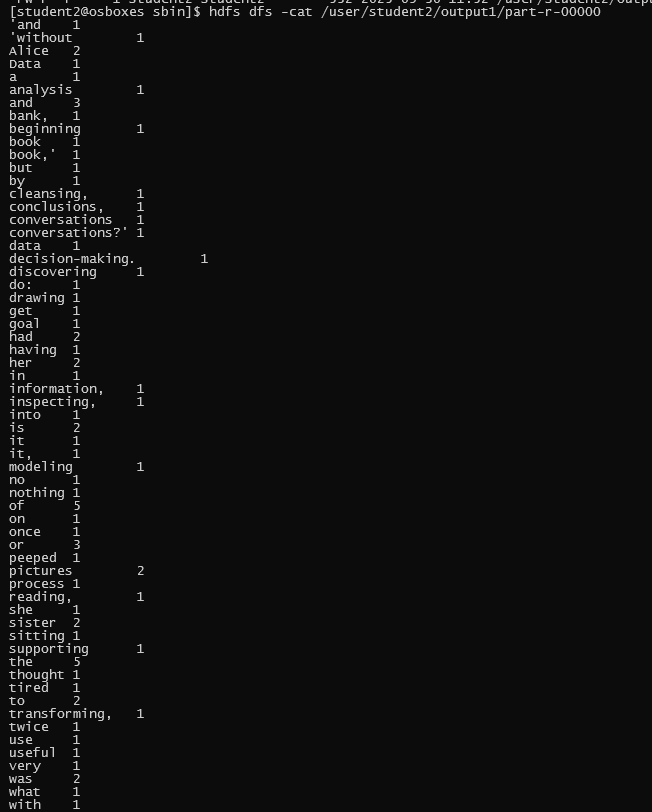 [student2@osboxes sbin]$ hdfs dfs -cat /user/student2/output1/part-r-00000
'and	1
'without	1
Alice	2
Data	1
a	1
analysis	1
and	3
bank,	1
beginning	1
book	1
book,'	1
but	1
by	1
cleansing,	1
conclusions,	1
conversations	1
conversations?'	1
data	1
decision-making.	1
discovering	1
do:	1
drawing	1
get	1
goal	1
had	2
having	1
her	2
in	1
information,	1
inspecting,	1
into	1
is	2
it	1
it,	1
modeling	1
no	1
nothing	1
of	5
on	1
once	1
or	3
peeped	1
pictures	2
process	1
reading,	1
she	1
sister	2
sitting	1
supporting	1
the	5
thought	1
tired	1
to	2
transforming,	1
twice	1
use	1
useful	1
very	1
was	2
what	1
with	1